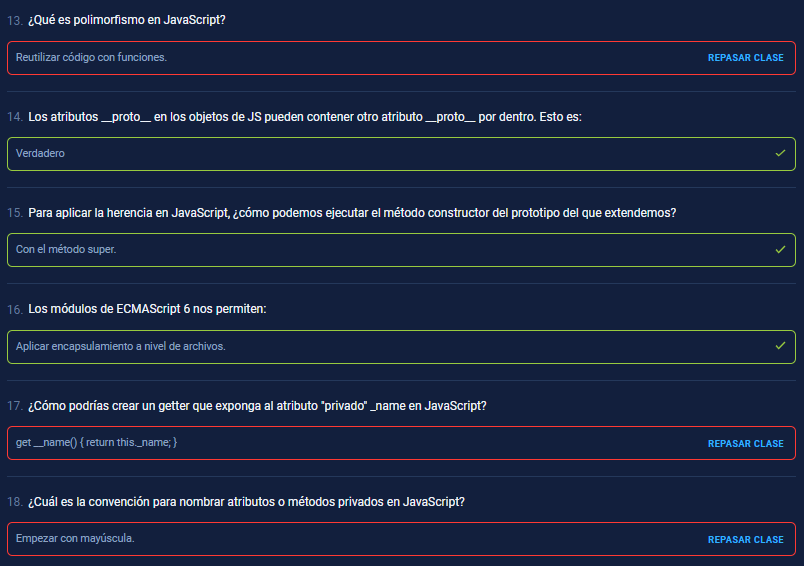 13. ¿Qué es polimorfismo en JavaScript?
Reutilizar código con funciones. REPASAR CLASE
14. Los atributos __proto__ en los objetos de JS pueden contener otro atributo __proto__ por dentro. Esto es:
Verdadero
15. Para aplicar la herencia en JavaScript, ¿cómo podemos ejecutar el método constructor del prototipo del que extendemos?
Con el método super.
16. Los módulos de ECMAScript 6 nos permiten:
Aplicar encapsulamiento a nivel de archivos.
17. ¿Cómo podrías crear un getter que exponga al atributo "privado" _name en JavaScript?
get __name() { return this._name; } REPASAR CLASE
18. ¿Cuál es la convención para nombrar atributos o métodos privados en JavaScript?
Empezar con mayúscula. REPASAR CLASE